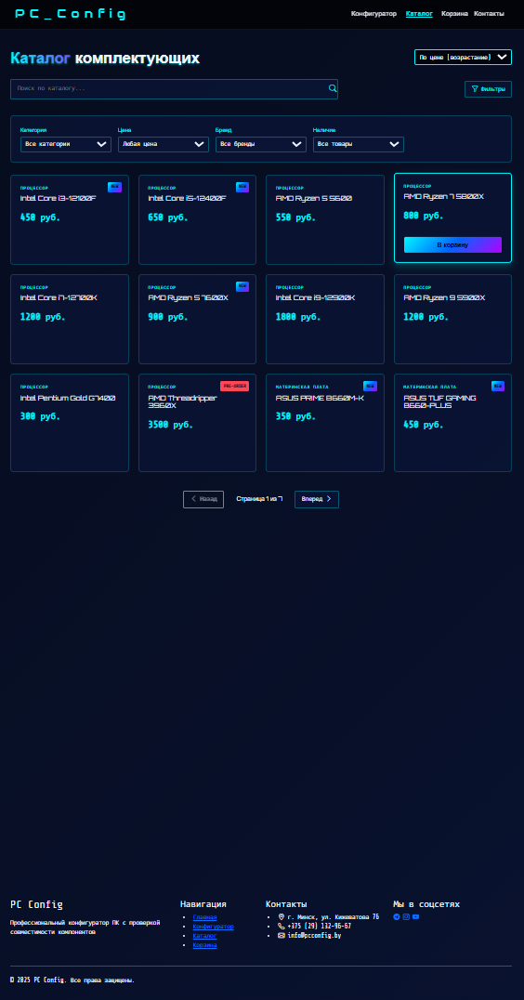 PC_Config
Конфигуратор Каталог Корзина Контакты
Каталог комплектующих
По цене (возрастание)
Поиск по каталогу...
Фильтры
Категория Цена Бренд Наличие
Все категории Любая цена Все бренды Все товары
ПРОЦЕССОР
NEW
Intel Core i3-12100F
450 руб.
ПРОЦЕССОР
NEW
Intel Core i5-12400F
650 руб.
ПРОЦЕССОР
AMD Ryzen 5 5600
550 руб.
ПРОЦЕССОР
AMD Ryzen 7 5800X
800 руб.
В корзину
ПРОЦЕССОР
Intel Core i7-12700K
1200 руб.
ПРОЦЕССОР
NEW
AMD Ryzen 5 7600X
900 руб.
ПРОЦЕССОР
Intel Core i9-12900K
1800 руб.
ПРОЦЕССОР
AMD Ryzen 9 5900X
1200 руб.
ПРОЦЕССОР
Intel Pentium Gold G7400
300 руб.
ПРОЦЕССОР
PRE-ORDER
AMD Threadripper
3960X
3500 руб.
МАТЕРИНСКАЯ ПЛАТА
NEW
ASUS PRIME B660M-K
350 руб.
МАТЕРИНСКАЯ ПЛАТА
NEW
ASUS TUF GAMING
B660-PLUS
450 руб.
Назад Страница 1 из 7 Вперед
PC Config
Профессиональный конфигуратор ПК с проверкой
совместимости компонентов
Навигация
Главная
Конфигуратор
Каталог
Корзина
Контакты
г. Минск, ул. Кижеватова 76
+375 (29) 132-96-67
info@pcconfig.by
Мы в соцсетях
© 2025 PC Config. Все права защищены.